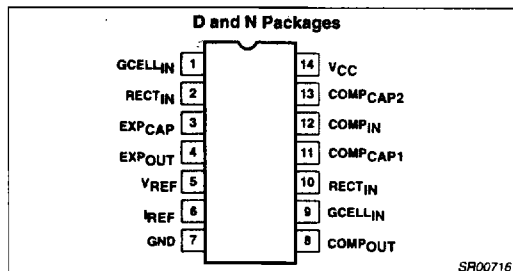 D and N Packages
GCELLIN 1
RECTIN 2
EXPCAP 3
EXPOUT 4
VREF 5
IREF 6
GND 7
14 VCC
13 COMPCAP2
12 COMPIN
11 COMPCAP1
10 RECTIN
9 GCELLIN
8 COMPOUT
SR00716